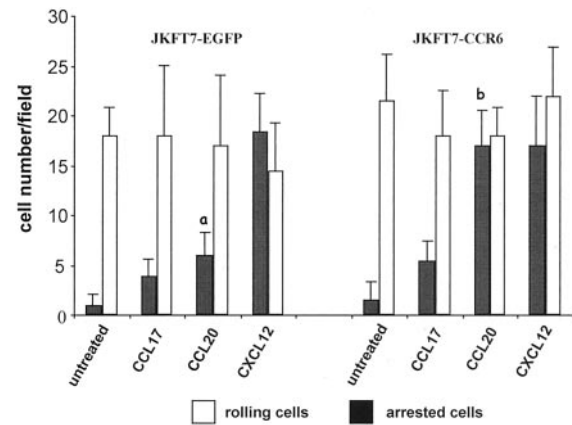 JKFT7-EGFP JKFT7-CCR6
cell number/field
30
25
20
15
10
5
0
a
b
untreated CCL17 CCL20 CXCL12 untreated CCL17 CCL20 CXCL12
rolling cells arrested cells